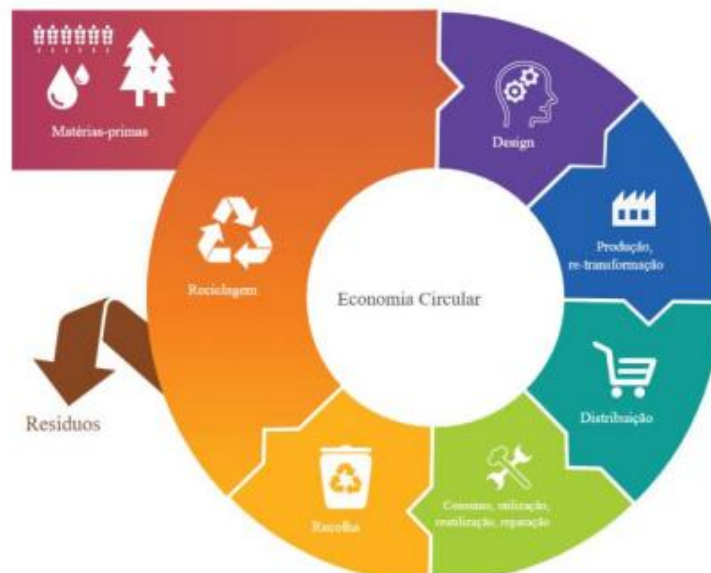 Matérias-primas
Design
Produção,
re-transformação
Reciclagem
Economia Circular
Distribuição
Resíduos
Consumo, utilização,
reutilização, reparação
Recolha